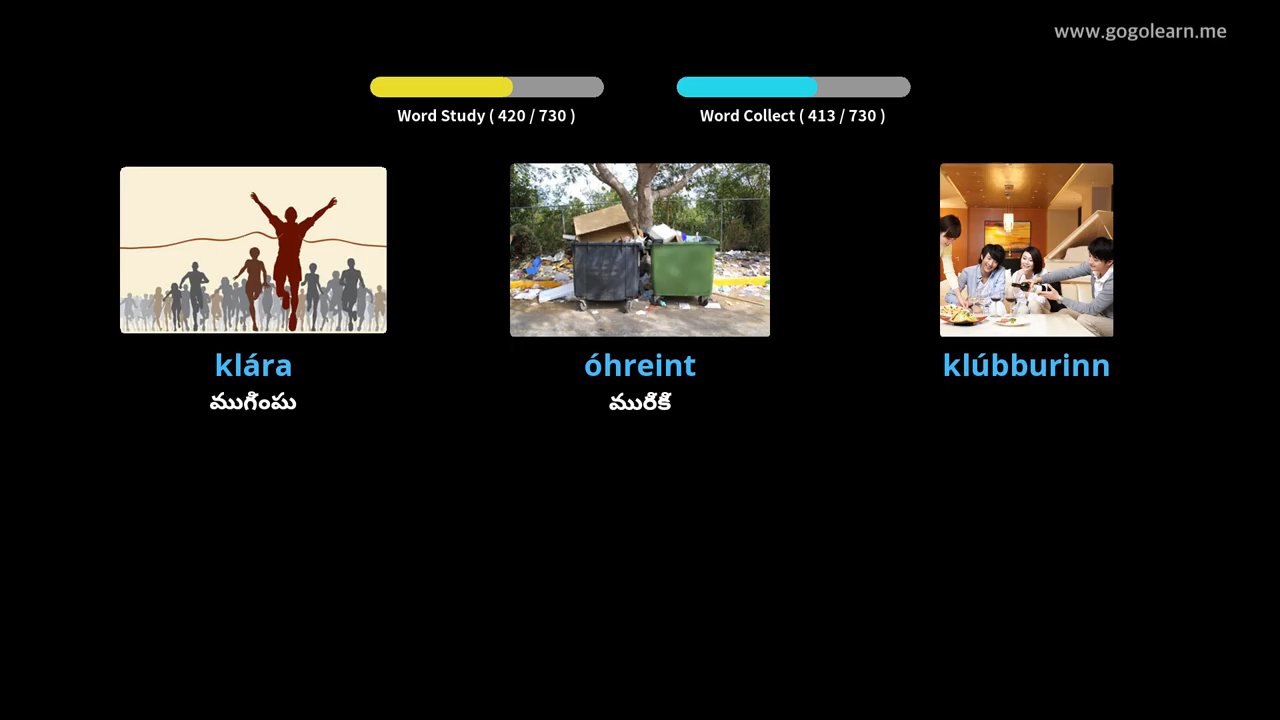 www.gogolearn.me
Word Study ( 420 / 730 )
Word Collect ( 413 / 730 )
klára
óhreint
klúbburinn
ముగింపు
మురికి